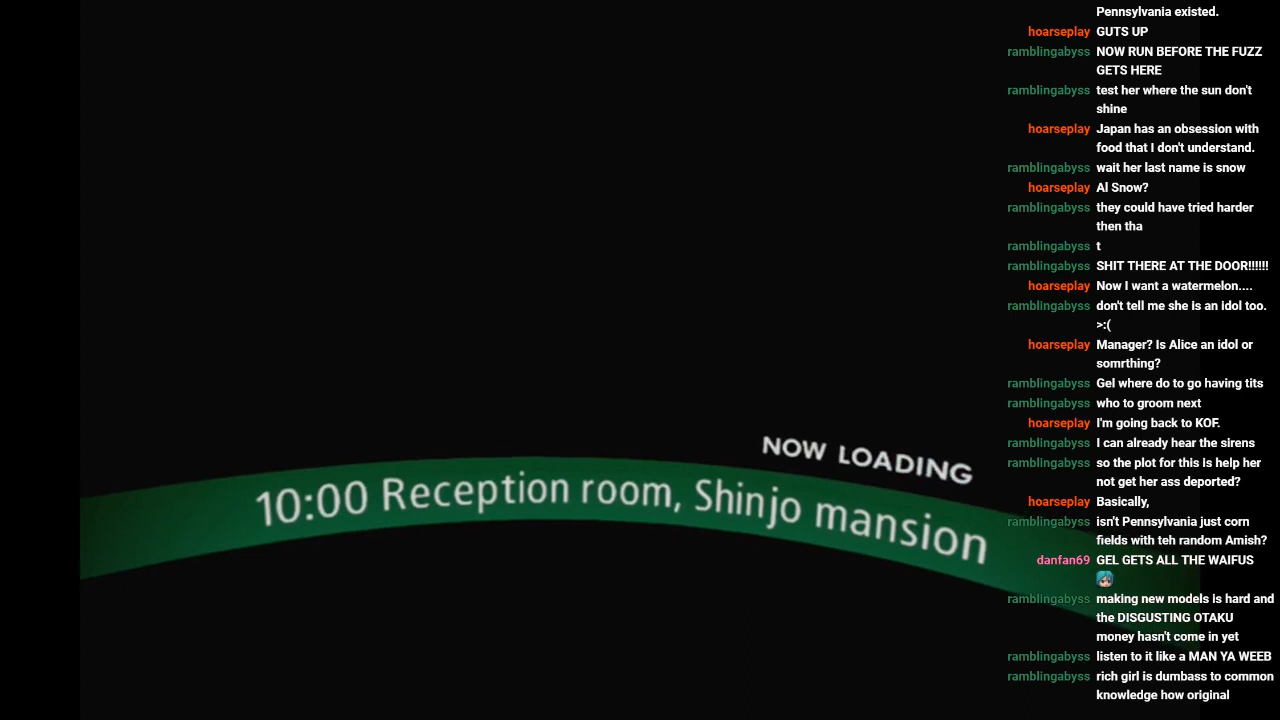 Pennsylvania existed.
hoarseplay GUTS UP
ramblingabyss NOW RUN BEFORE THE FUZZ
GETS HERE
ramblingabyss test her where the sun don't
shine
hoarseplay Japan has an obsession with
food that I don't understand.
ramblingabyss wait her last name is snow
hoarseplay Al Snow?
ramblingabyss they could have tried harder
then tha
ramblingabyss t
ramblingabyss SHIT THERE AT THE DOOR!!!!!!
hoarseplay Now I want a watermelon....
ramblingabyss don't tell me she is an idol too.
>:(
hoarseplay Manager? Is Alice an idol or
somrthing?
ramblingabyss Gel where do to go having tits
ramblingabyss who to groom next
hoarseplay I'm going back to KOF.
ramblingabyss I can already hear the sirens
ramblingabyss so the plot for this is help her
not get her ass deported?
hoarseplay Basically,
ramblingabyss isn't Pennsylvania just corn
fields with teh random Amish?
danfan69 GEL GETS ALL THE WAIFUS
ramblingabyss making new models is hard and
the DISGUSTING OTAKU
money hasn't come in yet
ramblingabyss listen to it like a MAN YA WEEB
ramblingabyss rich girl is dumbass to common
knowledge how original
NOW LOADING
10:00 Reception room, Shinjo mansion